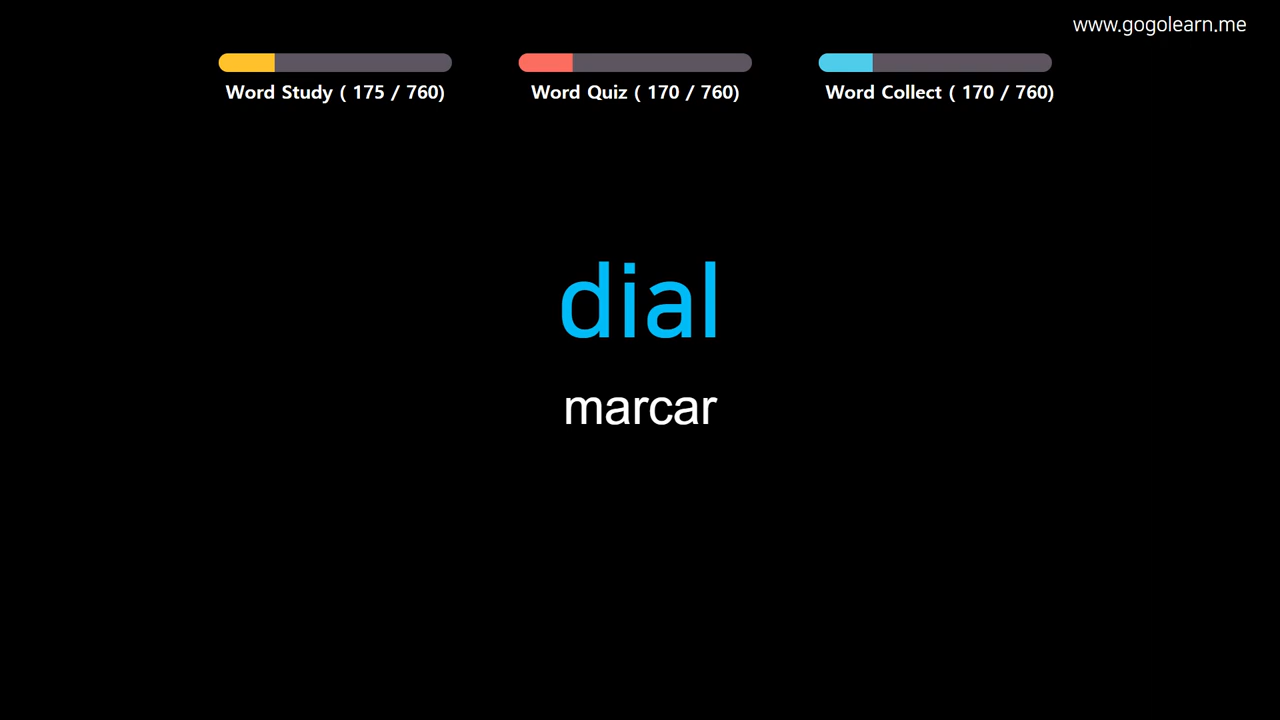 www.gogolearn.me
Word Study ( 175 / 760)
Word Quiz ( 170 / 760)
Word Collect ( 170 / 760)
dial
marcar